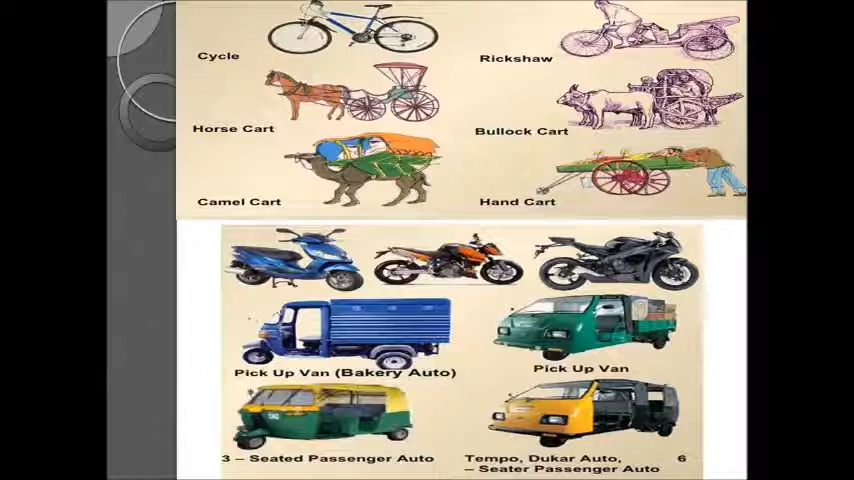 Cycle
Rickshaw
Horse Cart
Bullock Cart
Camel Cart
Hand Cart
Pick Up Van (Bakery Auto)
Pick Up Van
3 – Seated Passenger Auto
Tempo, Dukar Auto, 6
– Seater Passenger Auto